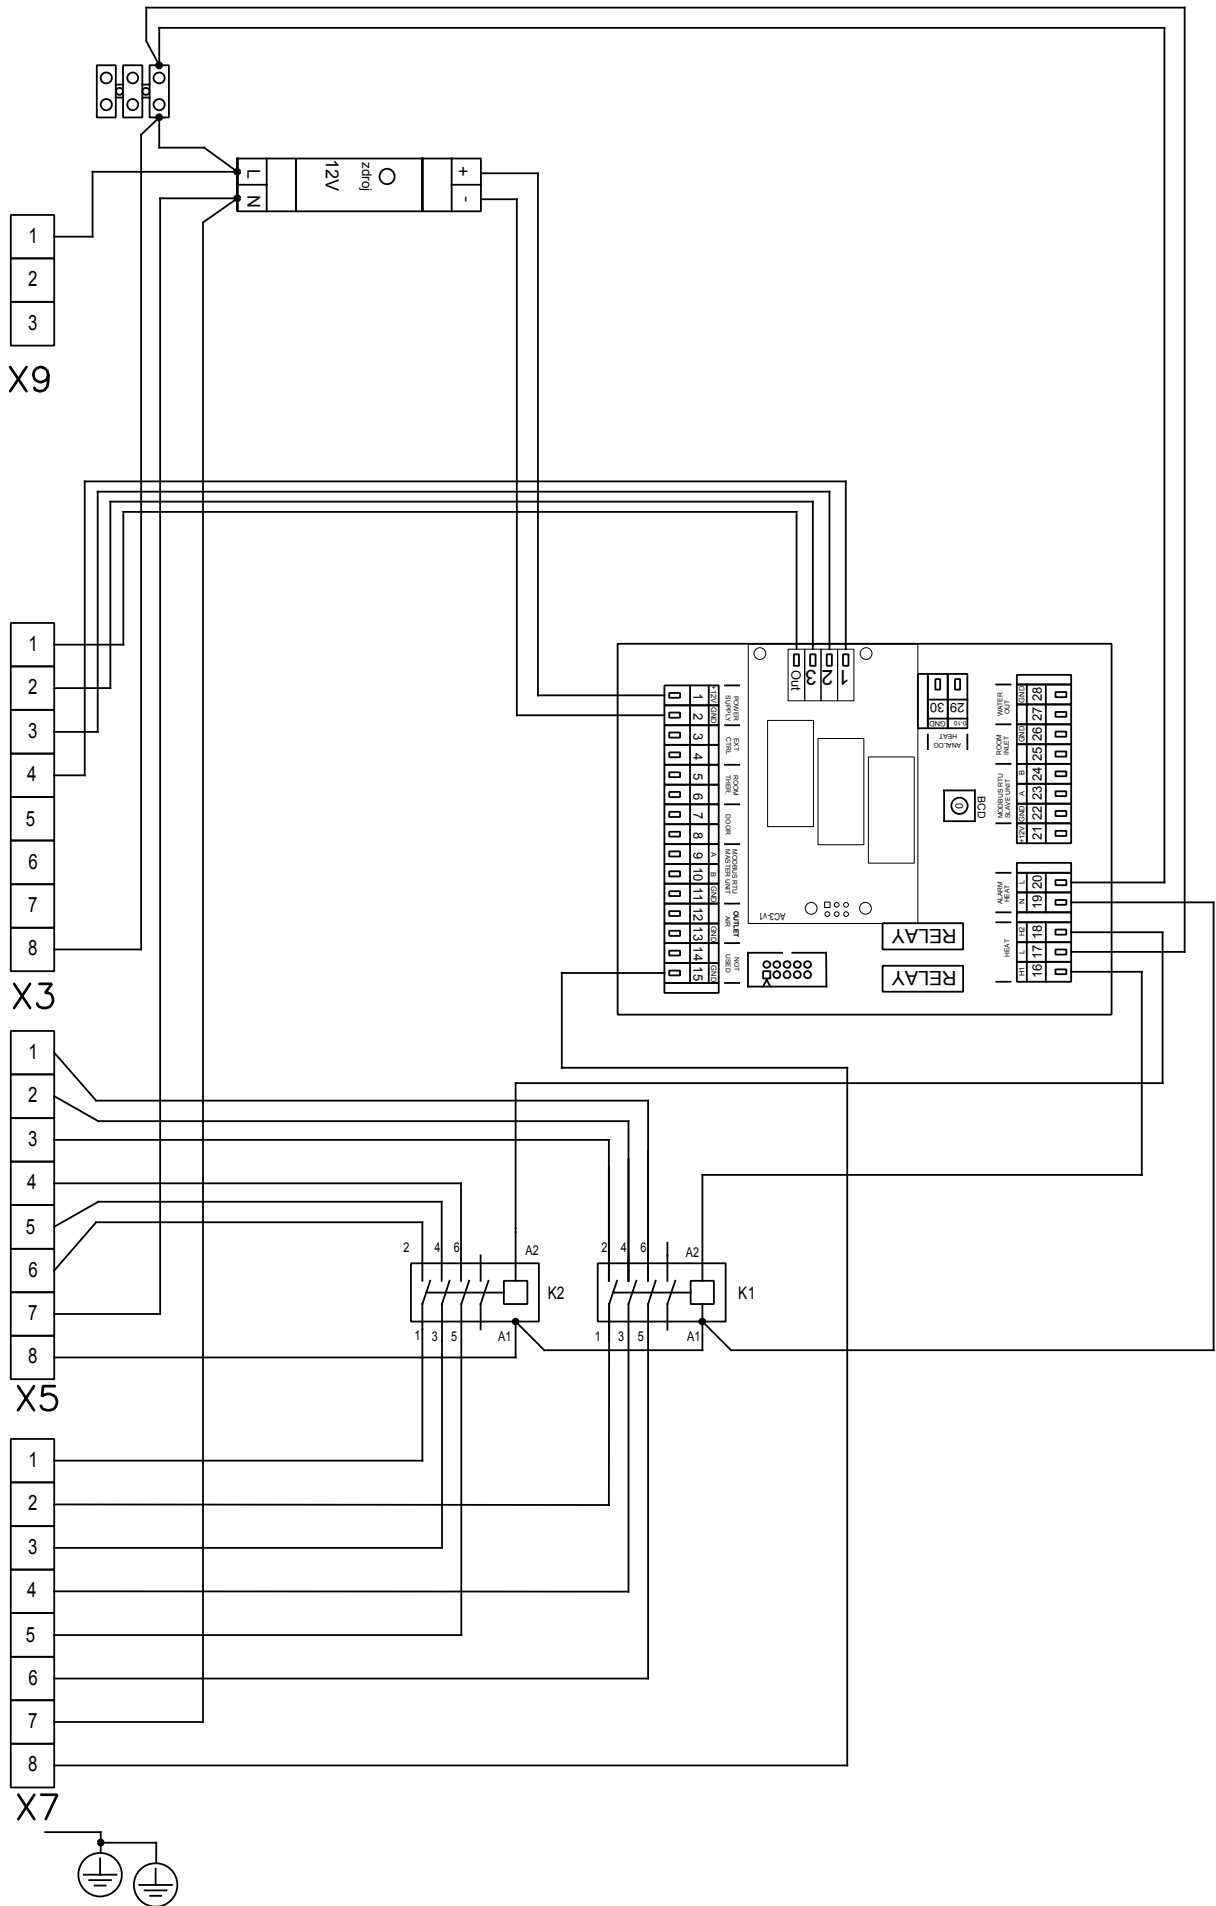 L
N
12V
zdroj
+
-
1
2
3
X9
1
2
3
4
5
6
7
8
X3
Out
3
2
1
1 +12V
2 GND
POWER SUPPLY
3
4
EXT CTRL
5
6
ROOM THER.
7
8
DOOR
9 A
10 B
11 GND
MODBUS RTU MASTER UNIT
12
13 GND
OUTLET AIR
14
15 GND
NOT USED
30 GND
29 0-10
ANALOG HEAT
BCD
0
AC3-v1
RELAY
RELAY
28 GND
27
WATER OUT
26 GND
25
ROOM INLET
24 B
23 A
22 GND
21 +12V
MODBUS RTU SLAVE UNIT
20 L
19 N
ALARM HEAT
18 H2
17 L
16 H1
HEAT
1
2
3
4
5
6
7
8
X5
2 4 6 A2
K2
1 3 5 A1
2 4 6 A2
K1
1 3 5 A1
1
2
3
4
5
6
7
8
X7